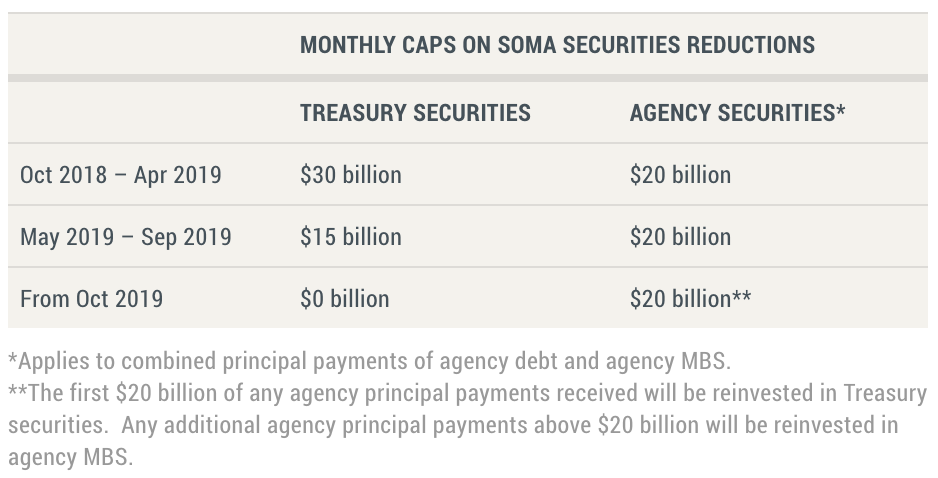 MONTHLY CAPS ON SOMA SECURITIES REDUCTIONS
TREASURY SECURITIES AGENCY SECURITIES*
Oct 2018 – Apr 2019 $30 billion $20 billion
May 2019 – Sep 2019 $15 billion $20 billion
From Oct 2019 $0 billion $20 billion**
*Applies to combined principal payments of agency debt and agency MBS.
**The first $20 billion of any agency principal payments received will be reinvested in Treasury
securities.  Any additional agency principal payments above $20 billion will be reinvested in
agency MBS.